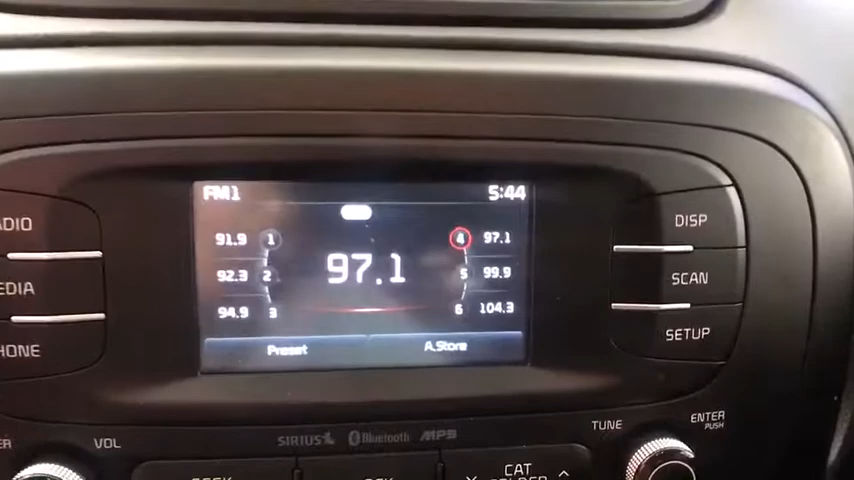 FM1 5:44
RADIO
MEDIA
PHONE
91.9 1
92.3 2
94.9 3
97.1
4 97.1
5 99.9
6 104.3
Preset A.Store
DISP
SCAN
SETUP
VOL
SIRIUS Bluetooth MP3
TUNE
ENTER
PUSH
SEEK
CAT
FOLDER